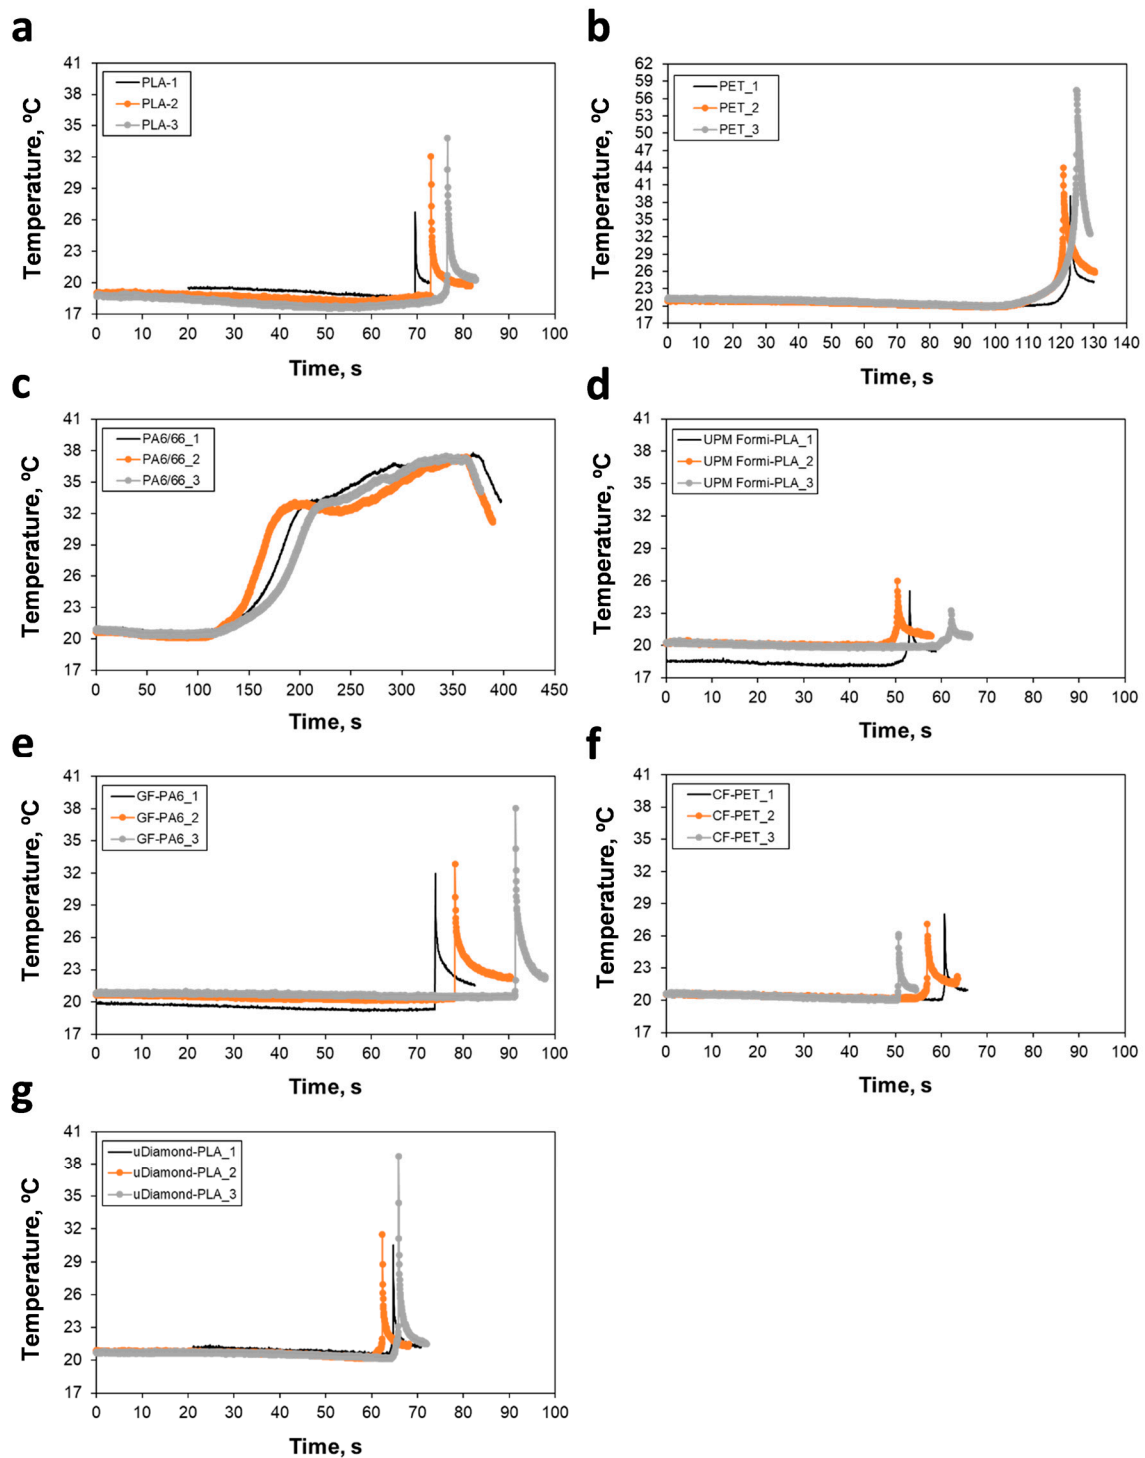 a
41
38
35
32
29
26
23
20
17
Temperature, ºC
PLA-1
PLA-2
PLA-3
0 10 20 30 40 50 60 70 80 90 100
Time, s
b
62
59
56
53
50
47
44
41
38
35
32
29
26
23
20
17
Temperature, ºC
PET_1
PET_2
PET_3
0 10 20 30 40 50 60 70 80 90 100 110 120 130 140
Time, s
c
41
38
35
32
29
26
23
20
17
Temperature, ºC
PA6/66_1
PA6/66_2
PA6/66_3
0 50 100 150 200 250 300 350 400 450
Time, s
d
41
38
35
32
29
26
23
20
17
Temperature, ºC
UPM Formi-PLA_1
UPM Formi-PLA_2
UPM Formi-PLA_3
0 10 20 30 40 50 60 70 80 90 100
Time, s
e
41
38
35
32
29
26
23
20
17
Temperature, ºC
GF-PA6_1
GF-PA6_2
GF-PA6_3
0 10 20 30 40 50 60 70 80 90 100
Time, s
f
41
38
35
32
29
26
23
20
17
Temperature, ºC
CF-PET_1
CF-PET_2
CF-PET_3
0 10 20 30 40 50 60 70 80 90 100
Time, s
g
41
38
35
32
29
26
23
20
17
Temperature, ºC
uDiamond-PLA_1
uDiamond-PLA_2
uDiamond-PLA_3
0 10 20 30 40 50 60 70 80 90 100
Time, s